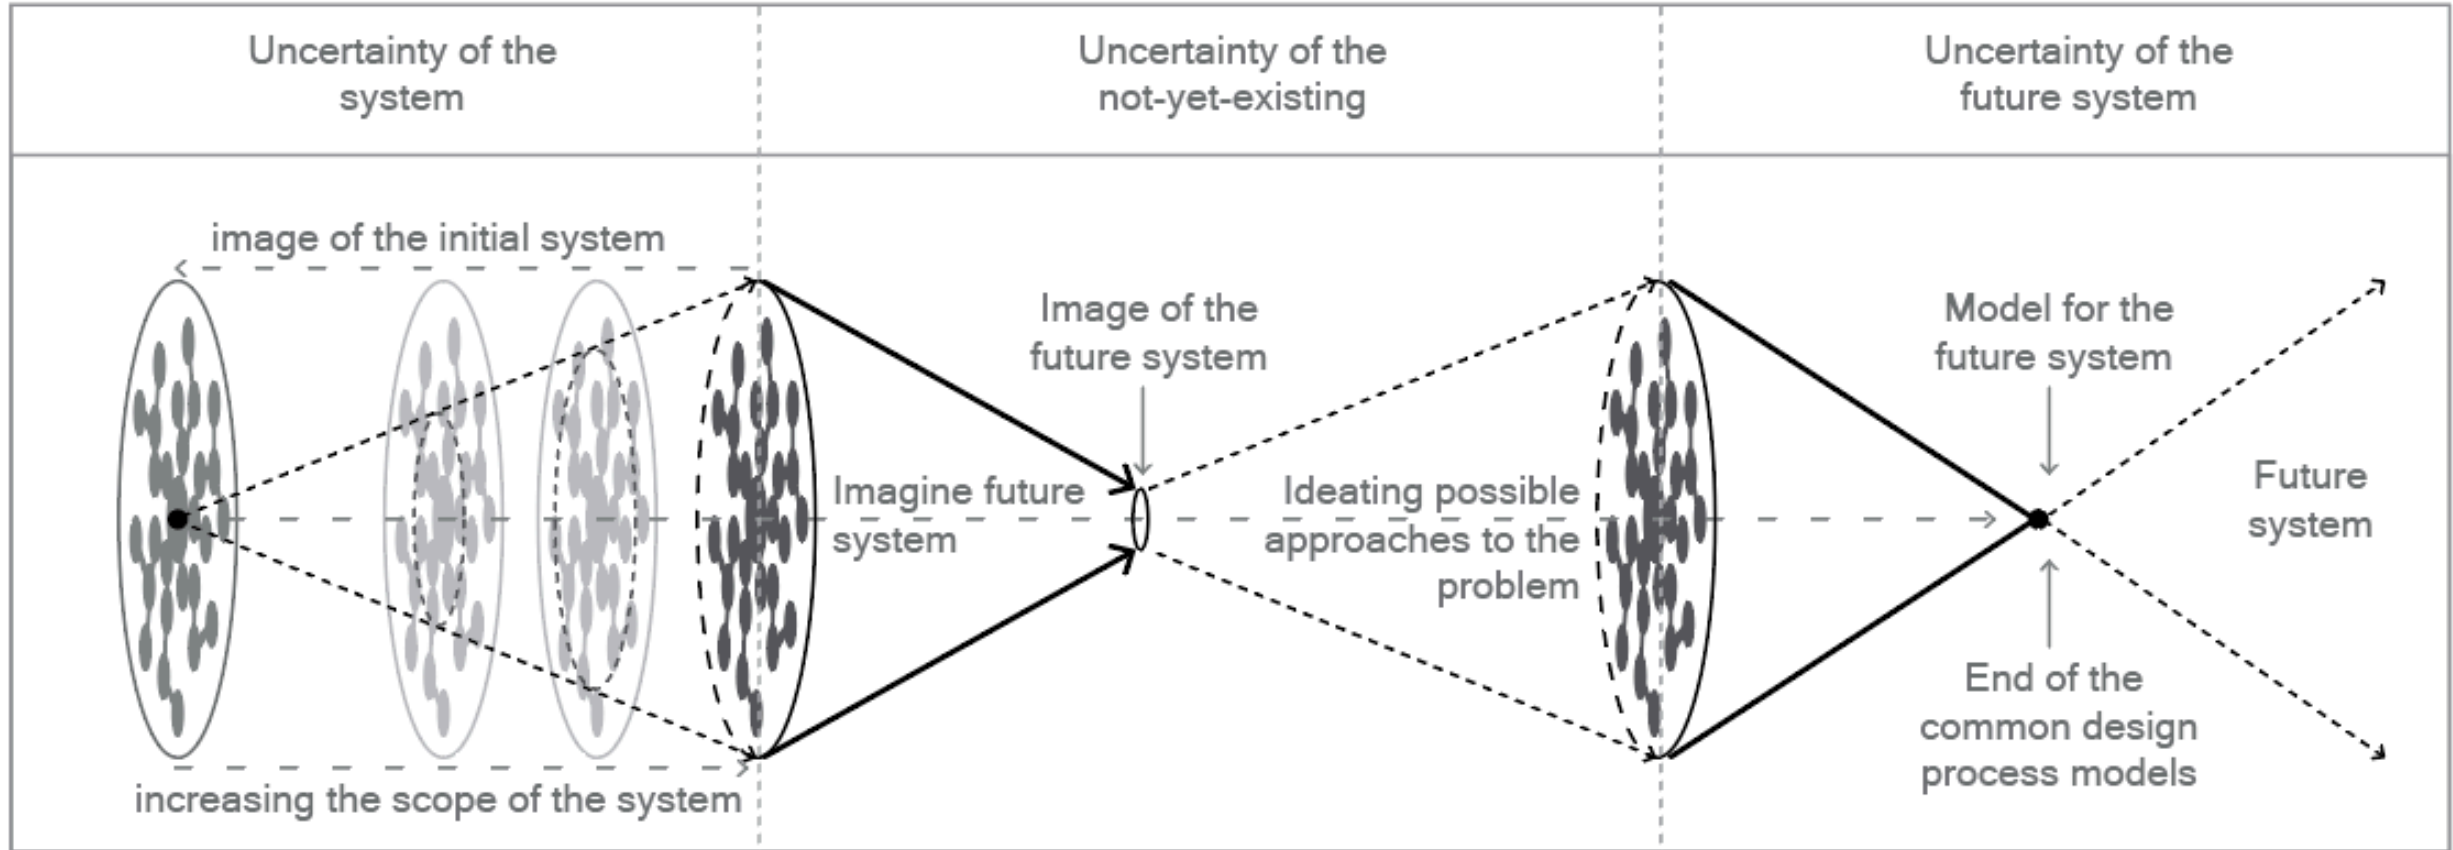 Uncertainty of the
system
Uncertainty of the
not-yet-existing
Uncertainty of the
future system
image of the initial system
increasing the scope of the system
Imagine future
system
Image of the
future system
Ideating possible
approaches to the
problem
Model for the
future system
End of the
common design
process models
Future
system